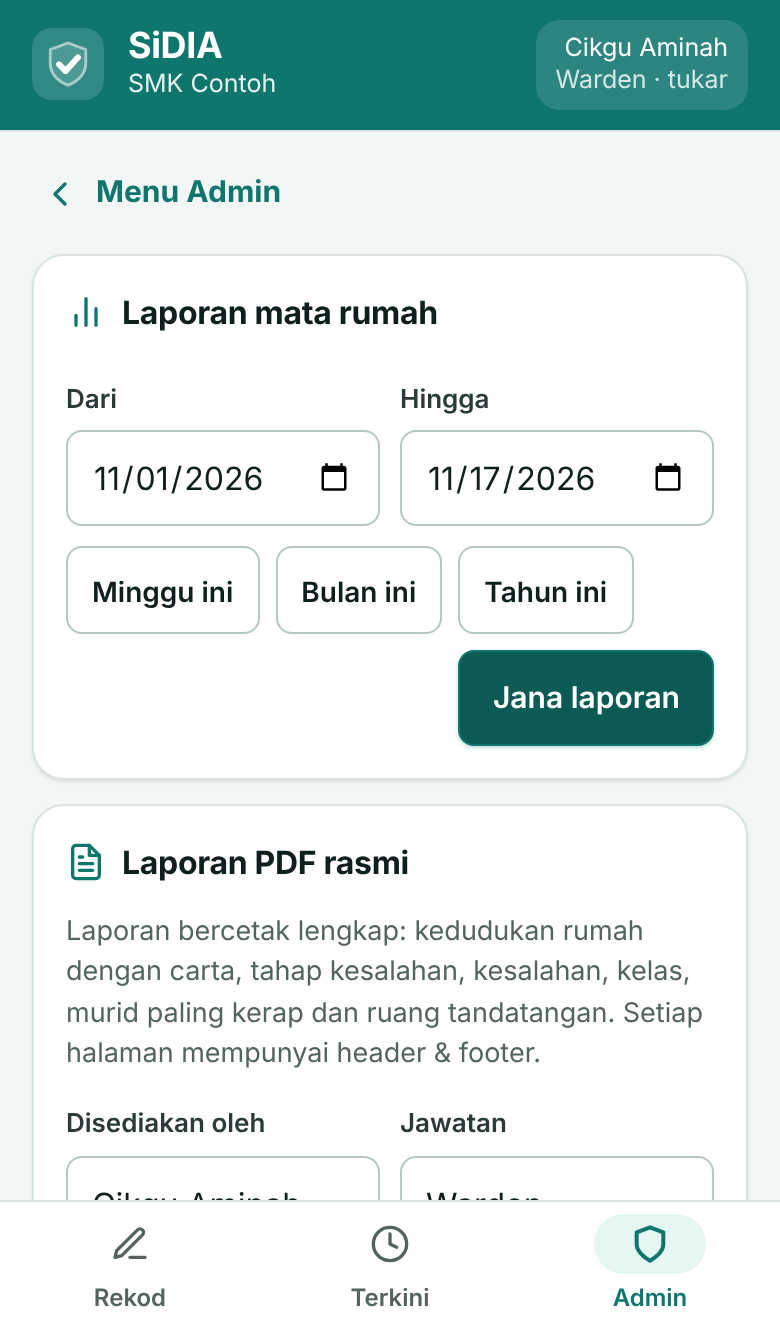 SiDIA
SMK Contoh
Cikgu Aminah
Warden · tukar
Menu Admin
Laporan mata rumah
Dari
Hingga
11/01/2026
11/17/2026
Minggu ini
Bulan ini
Tahun ini
Jana laporan
Laporan PDF rasmi
Laporan bercetak lengkap: kedudukan rumah
dengan carta, tahap kesalahan, kesalahan, kelas,
murid paling kerap dan ruang tandatangan. Setiap
halaman mempunyai header & footer.
Disediakan oleh
Jawatan
Cikgu Aminah
Warden
Rekod
Terkini
Admin